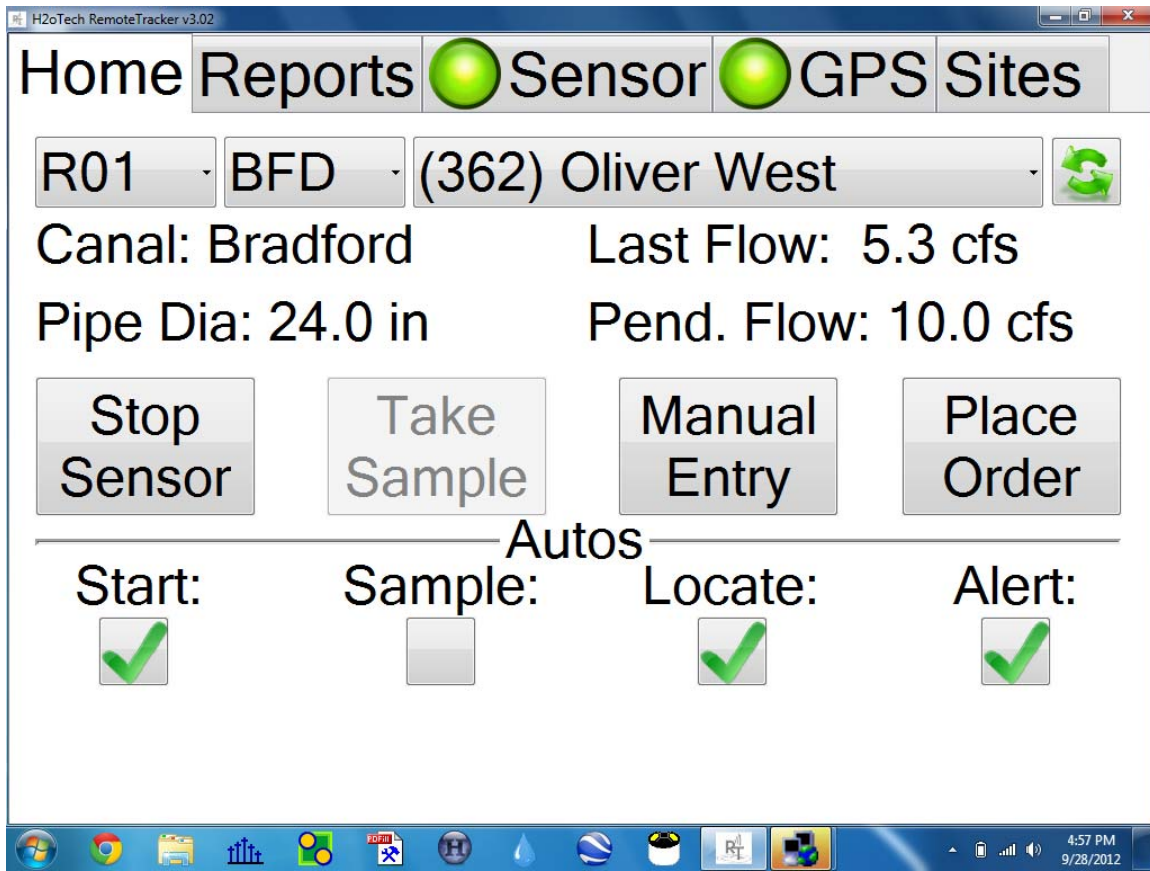 H2oTech RemoteTracker v3.02
Home Reports Sensor GPS Sites
R01 BFD (362) Oliver West
Canal: Bradford Last Flow: 5.3 cfs
Pipe Dia: 24.0 in Pend. Flow: 10.0 cfs
Stop Take Manual Place
Sensor Sample Entry Order
Autos
Start: Sample: Locate: Alert:
PDFill
H
RT
4:57 PM
9/28/2012